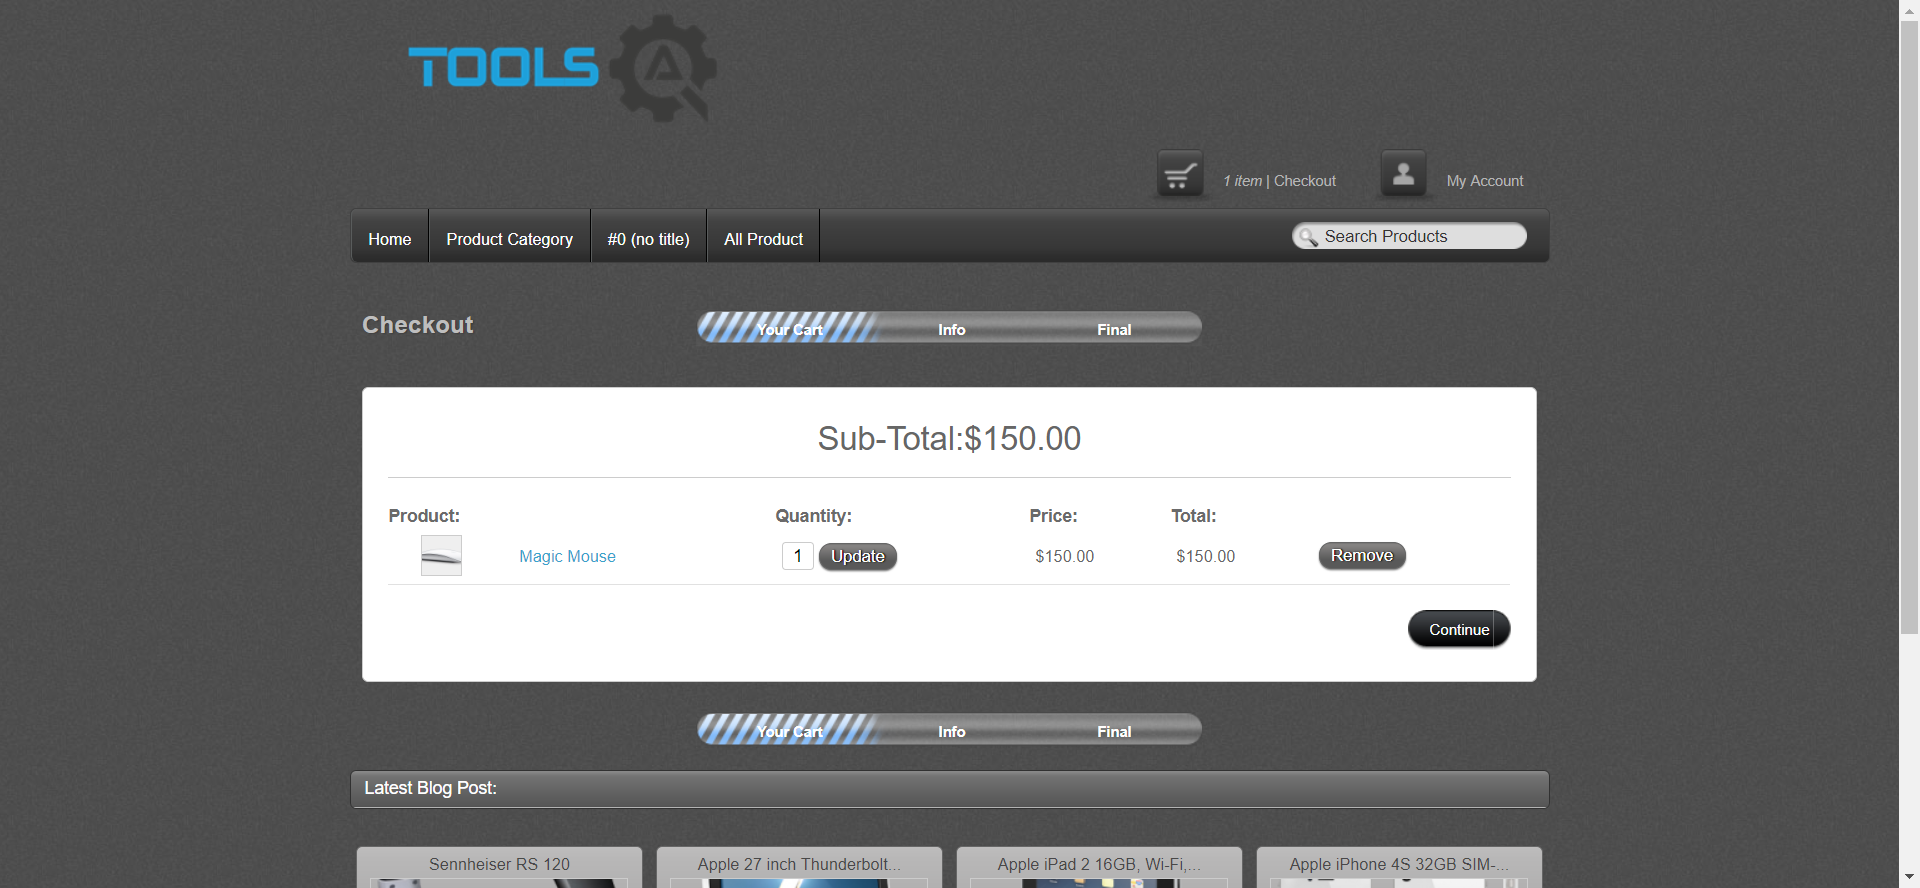 TOOLS QA
1 item | Checkout
My Account
Home
Product Category
#0 (no title)
All Product
Search Products
Checkout
Your Cart
Info
Final
Sub-Total:$150.00
Product:
Quantity:
Price:
Total:
Magic Mouse
1
Update
$150.00
$150.00
Remove
Continue
Your Cart
Info
Final
Latest Blog Post:
Sennheiser RS 120
Apple 27 inch Thunderbolt...
Apple iPad 2 16GB, Wi-Fi,...
Apple iPhone 4S 32GB SIM-...